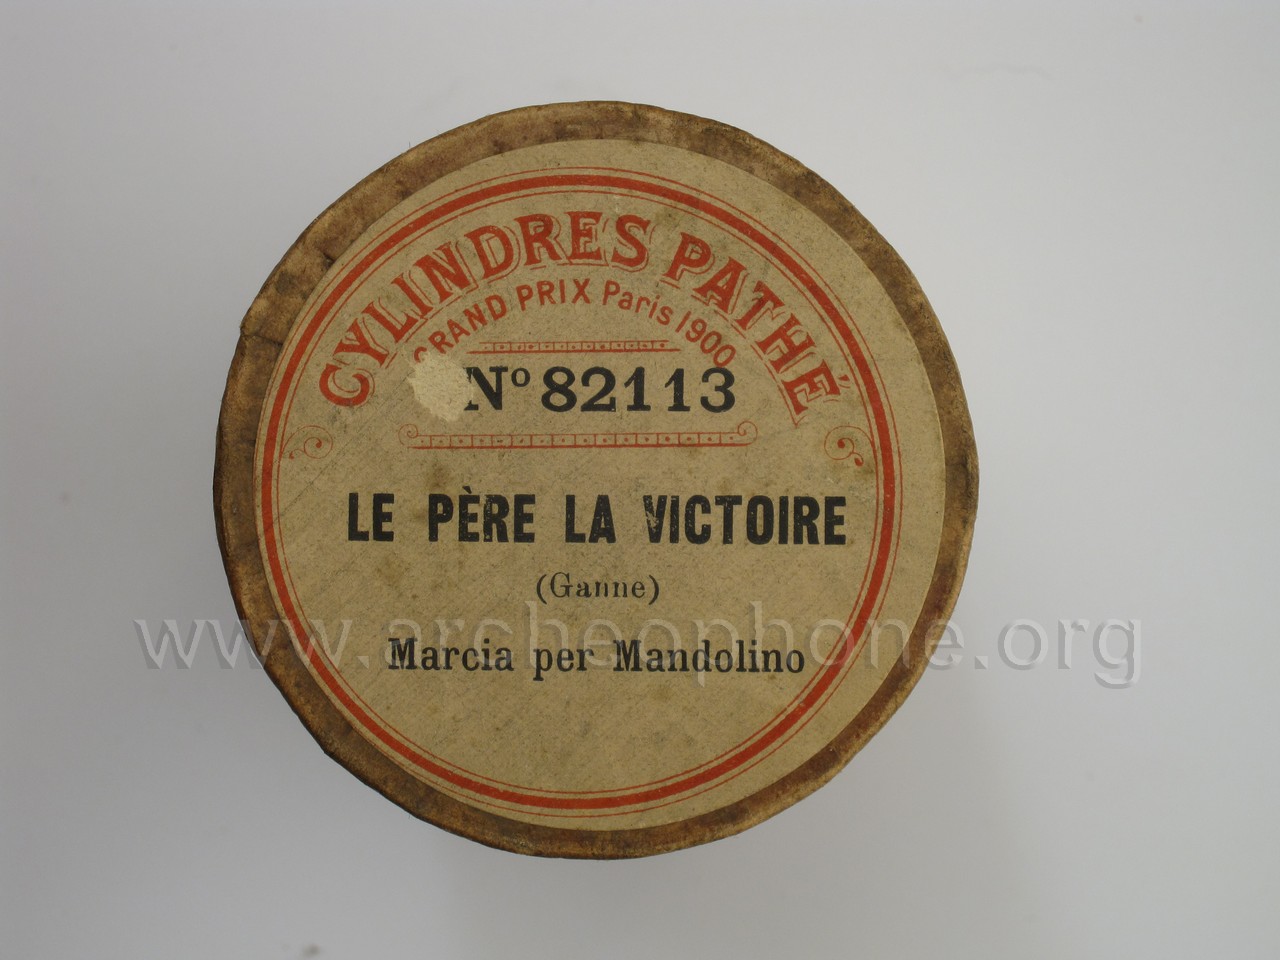 CYLINDRES PATHÉ
GRAND PRIX Paris 1900
Nº 82113
LE PÈRE LA VICTOIRE
(Ganne)
Marcia per Mandolino
www.archeophone.org